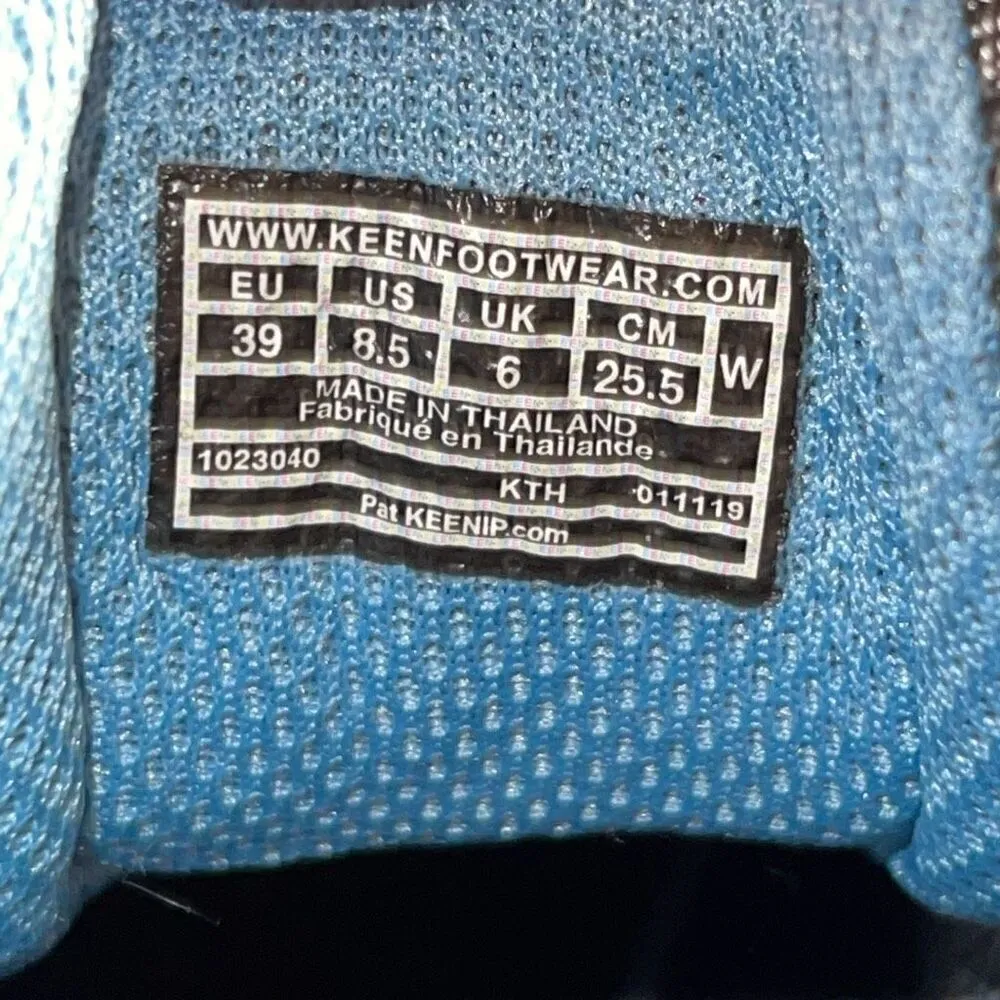 WWW.KEENFOOTWEAR.COM
EU US UK CM W
39 8.5 6 25.5
MADE IN THAILAND
Fabriqué en Thaïlande
1023040 KTH 011119
Pat KEENIP.com